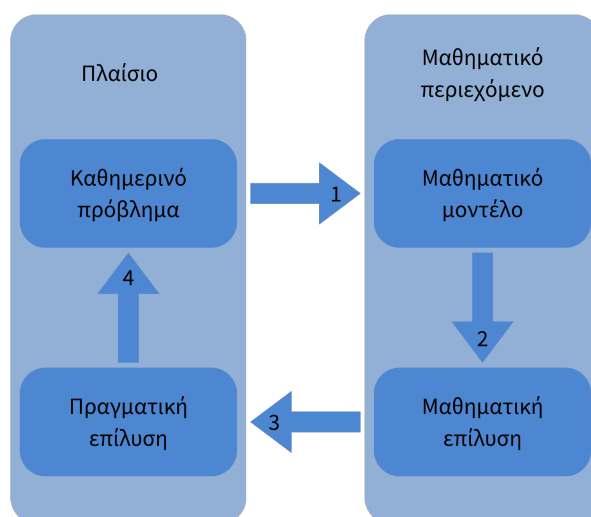 Πλαίσιο
Μαθηματικό
περιεχόμενο
Καθημερινό
πρόβλημα
1
Μαθηματικό
μοντέλο
4
2
Πραγματική
επίλυση
3
Μαθηματική
επίλυση